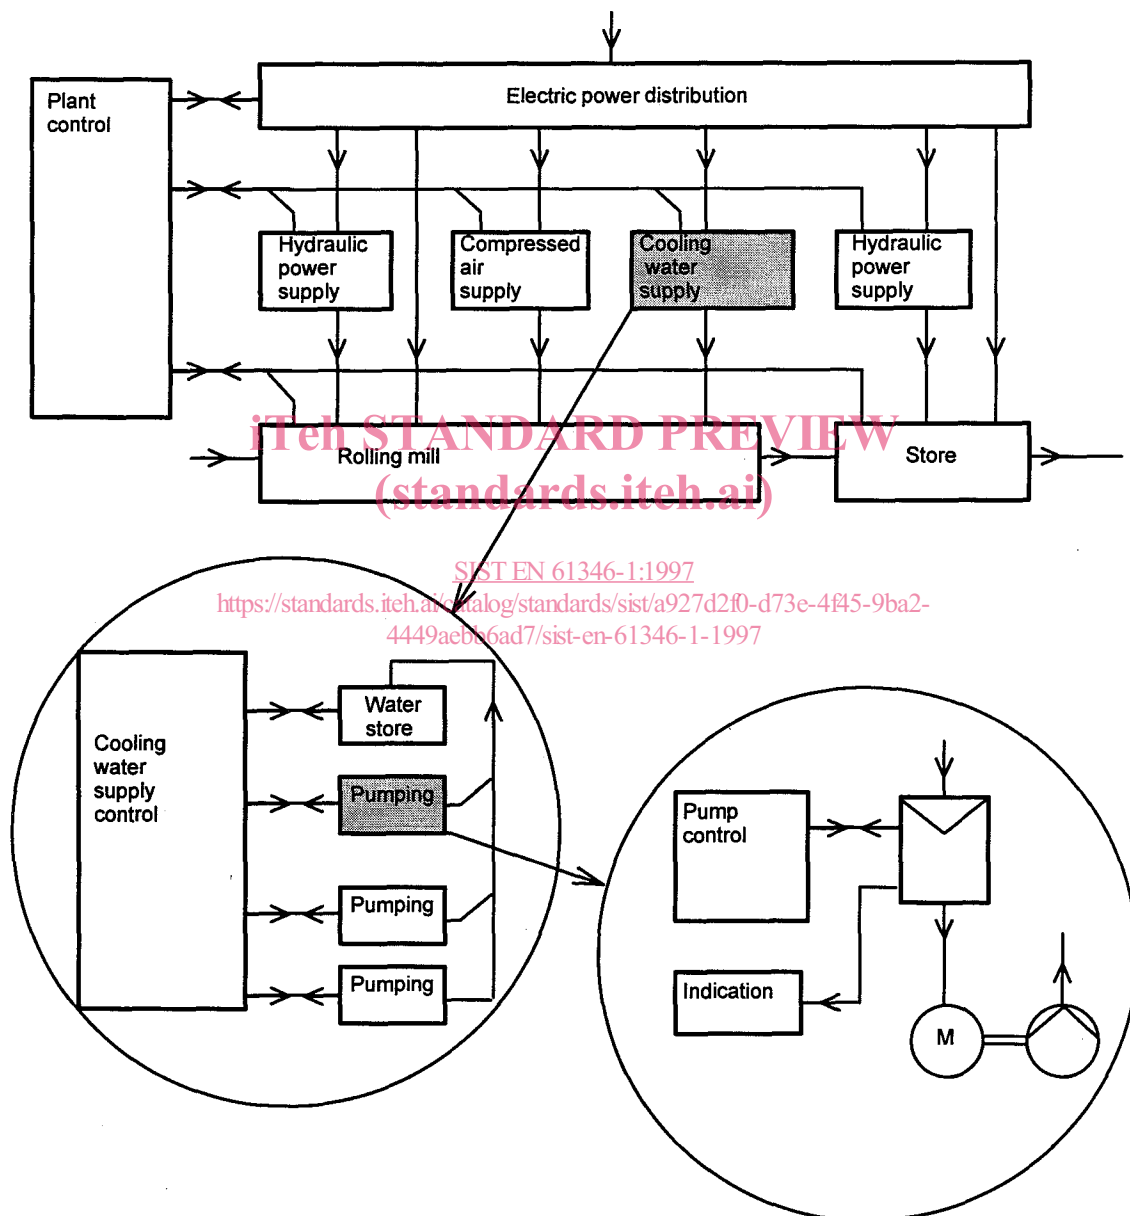 Plant
control
Electric power distribution
Hydraulic
power
supply
Compressed
air
supply
Cooling
water
supply
Hydraulic
power
supply
iTeh STANDARD PREVIEW
Rolling mill
Store
(standards.iteh.ai)
SIST EN 61346-1:1997
https://standards.iteh.ai/catalog/standards/sist/a927d2f0-d73e-4f45-9ba2-
4449aebb6ad7/sist-en-61346-1-1997
Cooling
water
supply
control
Water
store
Pumping
Pumping
Pumping
Pump
control
Indication
M